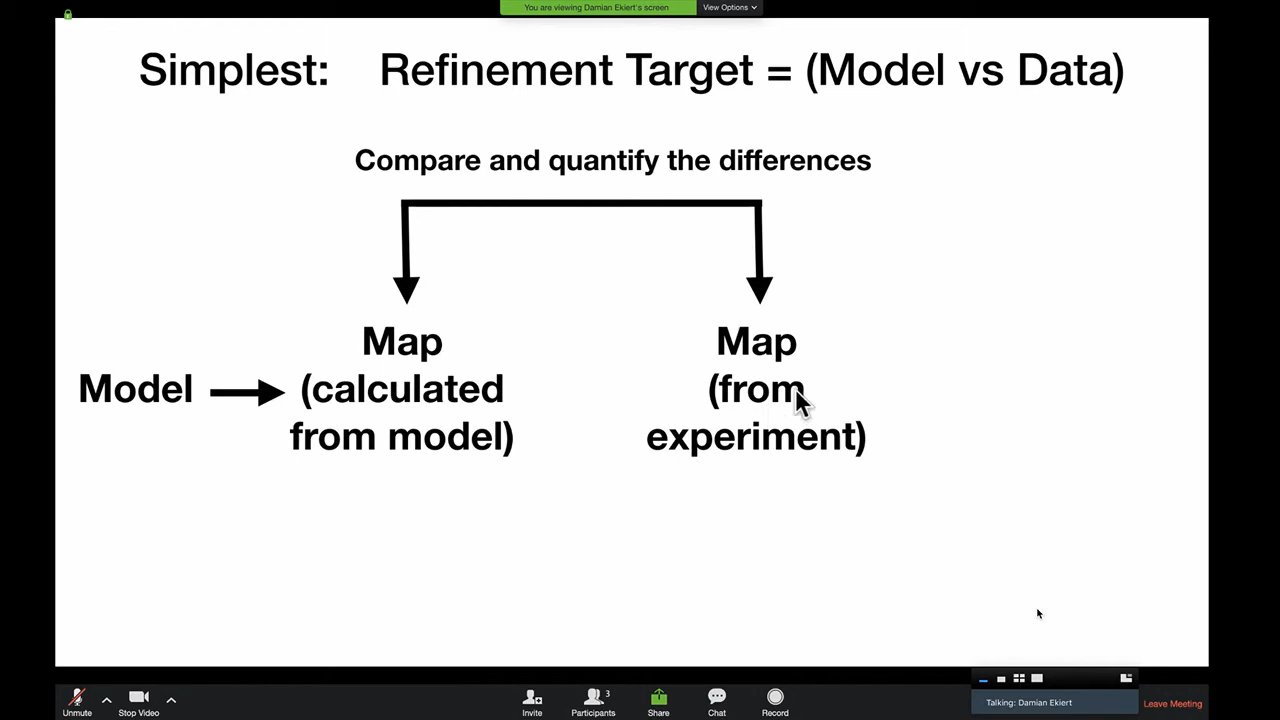 You are viewing Damian Ekiert's screen
View Options
Simplest: Refinement Target = (Model vs Data)
Compare and quantify the differences
Map
(calculated
from model)
Model
Map
(from
experiment)
Unmute
Stop Video
Invite
Participants
3
Share
Chat
Record
Talking: Damian Ekiert
Leave Meeting